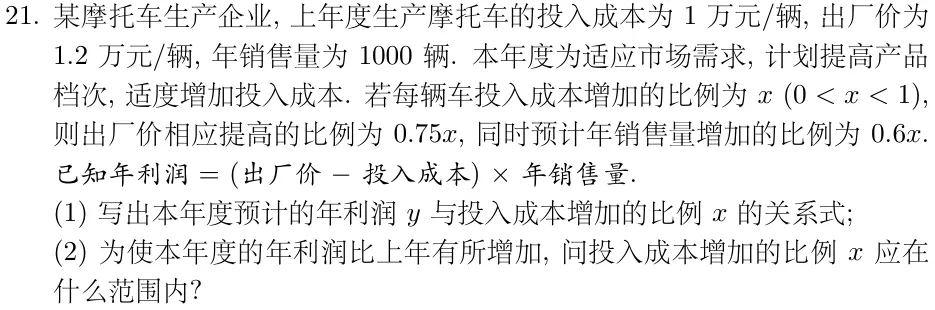 21. 某摩托车生产企业, 上年度生产摩托车的投入成本为 1 万元/辆, 出厂价为
1.2 万元/辆, 年销售量为 1000 辆. 本年度为适应市场需求, 计划提高产品
档次, 适度增加投入成本. 若每辆车投入成本增加的比例为 x (0 < x < 1),
则出厂价相应提高的比例为 0.75x, 同时预计年销售量增加的比例为 0.6x.
已知年利润 = (出厂价 − 投入成本) × 年销售量.
(1) 写出本年度预计的年利润 y 与投入成本增加的比例 x 的关系式;
(2) 为使本年度的年利润比上年有所增加, 问投入成本增加的比例 x 应在
什么范围内?